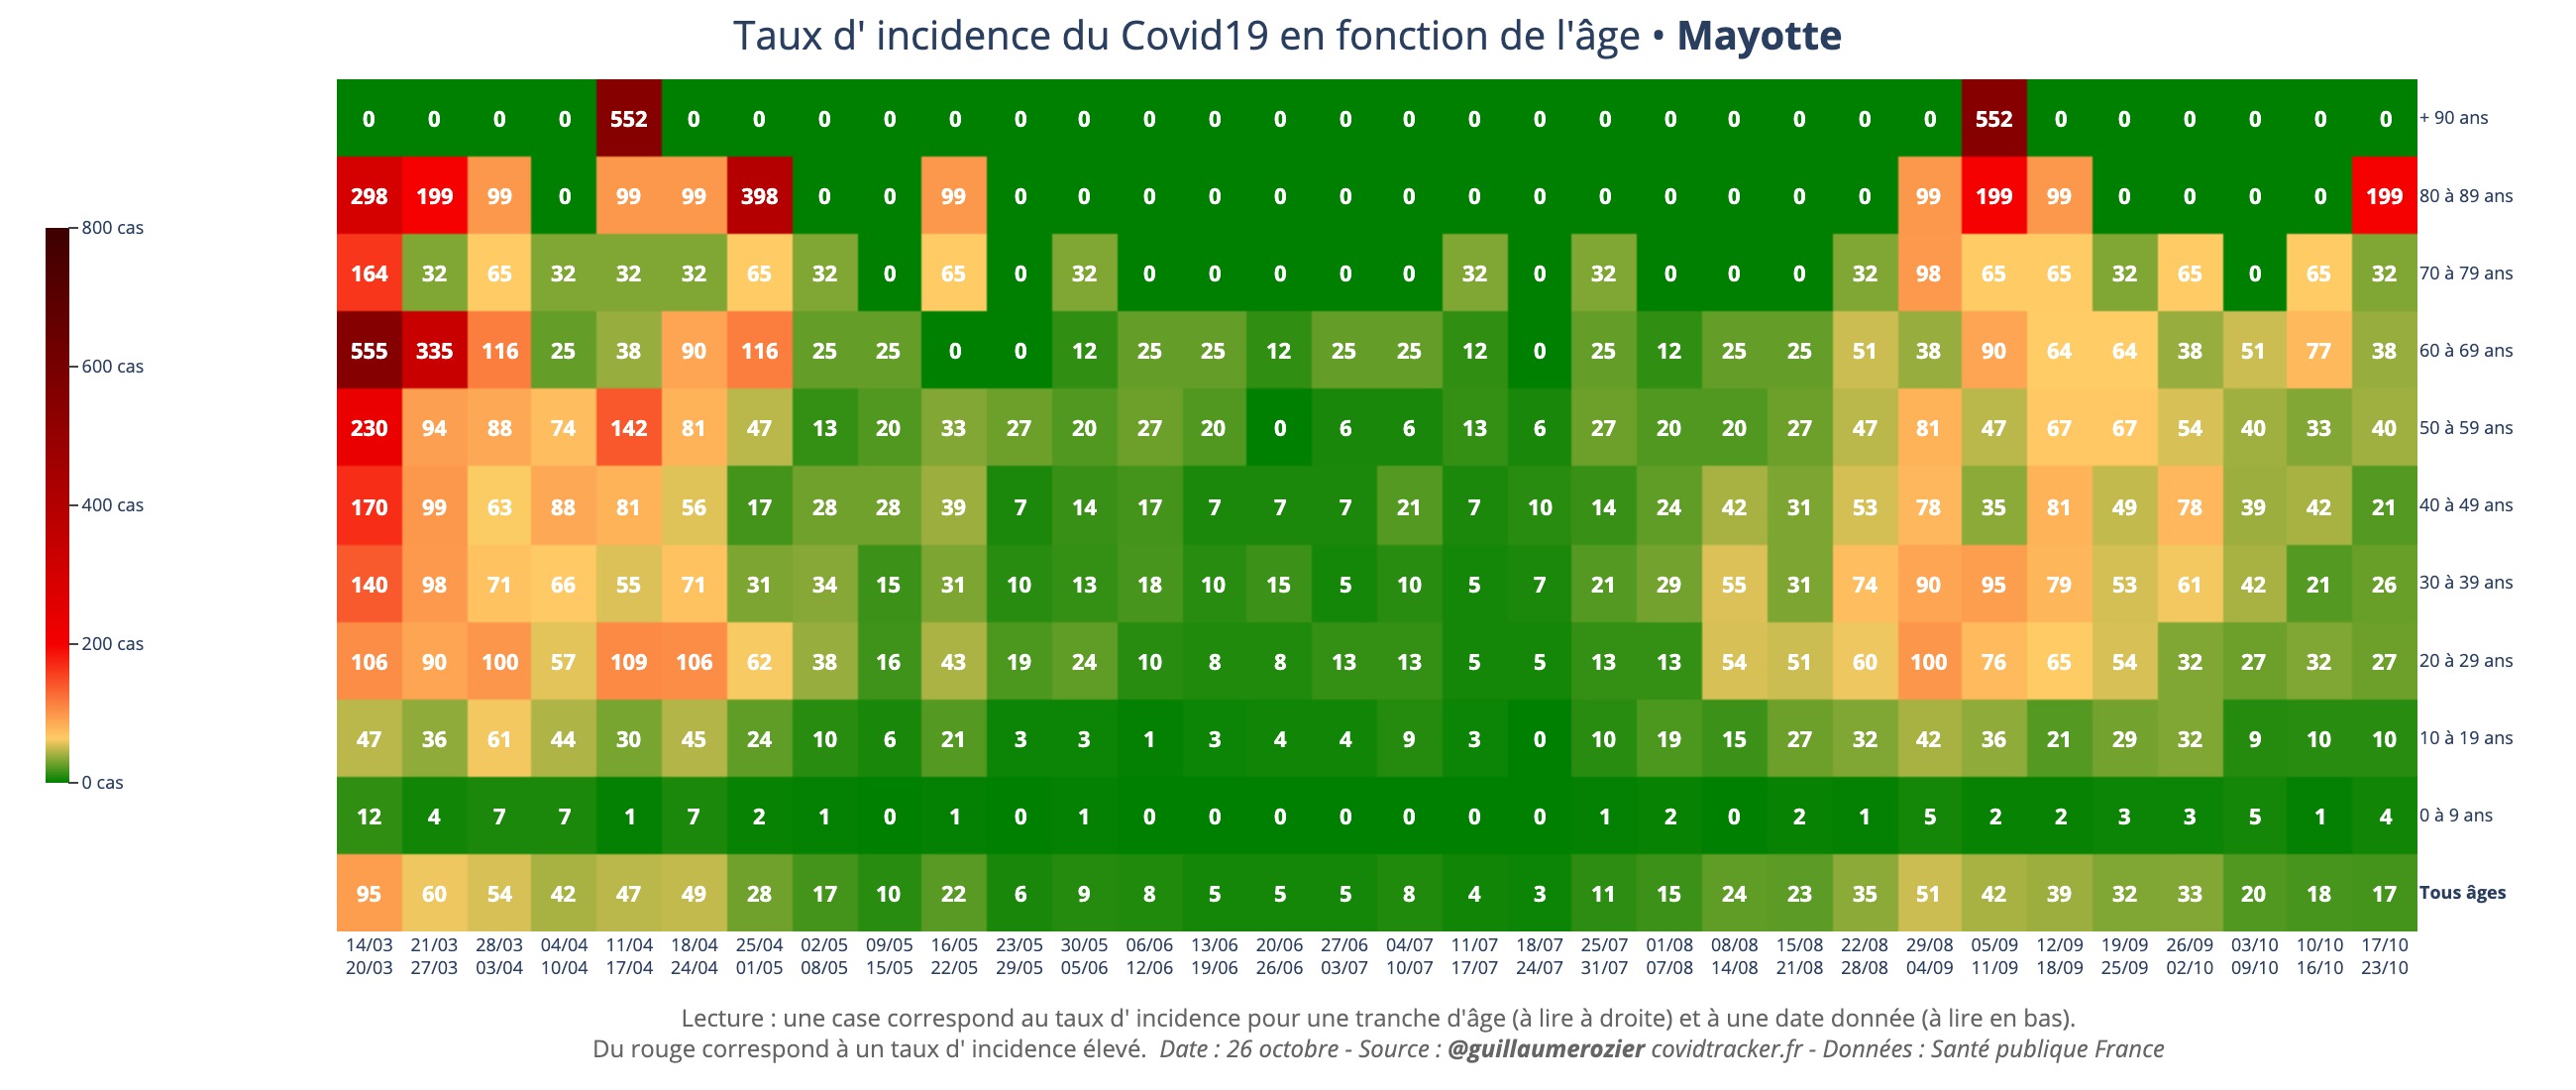 Taux d' incidence du Covid19 en fonction de l'âge • Mayotte
800 cas
600 cas
400 cas
200 cas
0 cas
0 0 0 0 552 0 0 0 0 0 0 0 0 0 0 0 0 0 0 0 0 0 0 0 0 552 0 0 0 0 0 0 + 90 ans
298 199 99 0 99 99 398 0 0 99 0 0 0 0 0 0 0 0 0 0 0 0 0 0 99 199 99 0 0 0 0 199 80 à 89 ans
164 32 65 32 32 32 65 32 0 65 0 32 0 0 0 0 0 32 0 32 0 0 0 32 98 65 65 32 65 0 65 32 70 à 79 ans
555 335 116 25 38 90 116 25 25 0 0 12 25 25 12 25 25 12 0 25 12 25 25 51 38 90 64 64 38 51 77 38 60 à 69 ans
230 94 88 74 142 81 47 13 20 33 27 20 27 20 0 6 6 13 6 27 20 20 27 47 81 47 67 67 54 40 33 40 50 à 59 ans
170 99 63 88 81 56 17 28 28 39 7 14 17 7 7 7 21 7 10 14 24 42 31 53 78 35 81 49 78 39 42 21 40 à 49 ans
140 98 71 66 55 71 31 34 15 31 10 13 18 10 15 5 10 5 7 21 29 55 31 74 90 95 79 53 61 42 21 26 30 à 39 ans
106 90 100 57 109 106 62 38 16 43 19 24 10 8 8 13 13 5 5 13 13 54 51 60 100 76 65 54 32 27 32 27 20 à 29 ans
47 36 61 44 30 45 24 10 6 21 3 3 1 3 4 4 9 3 0 10 19 15 27 32 42 36 21 29 32 9 10 10 10 à 19 ans
12 4 7 7 1 7 2 1 0 1 0 1 0 0 0 0 0 0 0 1 2 0 2 1 5 2 2 3 3 5 1 4 0 à 9 ans
95 60 54 42 47 49 28 17 10 22 6 9 8 5 5 5 8 4 3 11 15 24 23 35 51 42 39 32 33 20 18 17 Tous âges
14/03 21/03 28/03 04/04 11/04 18/04 25/04 02/05 09/05 16/05 23/05 30/05 06/06 13/06 20/06 27/06 04/07 11/07 18/07 25/07 01/08 08/08 15/08 22/08 29/08 05/09 12/09 19/09 26/09 03/10 10/10 17/10
20/03 27/03 03/04 10/04 17/04 24/04 01/05 08/05 15/05 22/05 29/05 05/06 12/06 19/06 26/06 03/07 10/07 17/07 24/07 31/07 07/08 14/08 21/08 28/08 04/09 11/09 18/09 25/09 02/10 09/10 16/10 23/10
Lecture : une case correspond au taux d' incidence pour une tranche d'âge (à lire à droite) et à une date donnée (à lire en bas).
Du rouge correspond à un taux d' incidence élevé. Date : 26 octobre - Source : @guillaumerozier covidtracker.fr - Données : Santé publique France